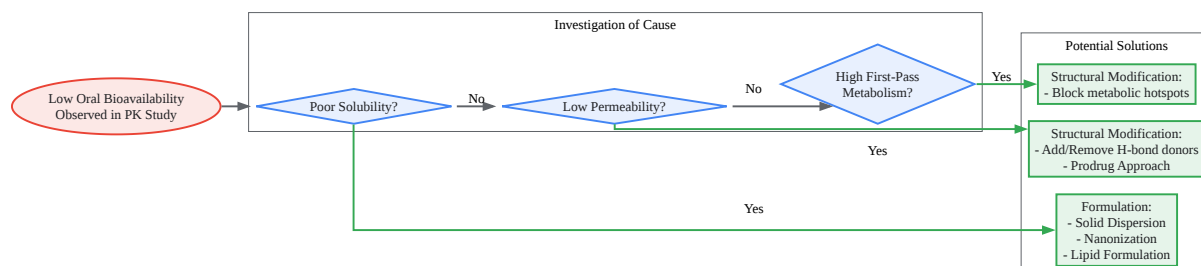 Investigation of Cause
Low Oral Bioavailability
Observed in PK Study
Poor Solubility?
No
Low Permeability?
No
High First-Pass
Metabolism?
Yes
Yes
Yes
Potential Solutions
Structural Modification:
- Block metabolic hotspots
Structural Modification:
- Add/Remove H-bond donors
- Prodrug Approach
Formulation:
- Solid Dispersion
- Nanonization
- Lipid Formulation